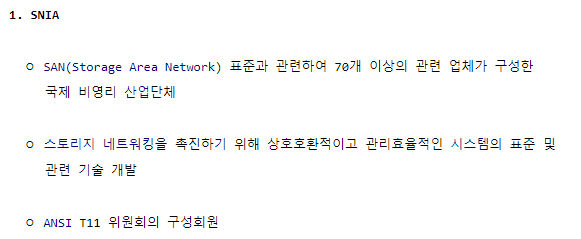 1. SNIA
ㅇ SAN(Storage Area Network) 표준과 관련하여 70개 이상의 관련 업체가 구성한
국제 비영리 산업단체
ㅇ 스토리지 네트워킹을 촉진하기 위해 상호호환적이고 관리효율적인 시스템의 표준 및
관련 기술 개발
ㅇ ANSI T11 위원회의 구성회원